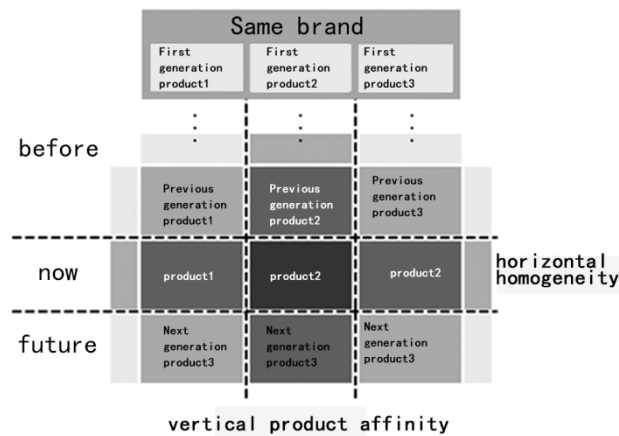 Same brand
First
generation
product1
First
generation
product2
First
generation
product3
before
Previous
generation
product1
Previous
generation
product2
Previous
generation
product3
now
product1
product2
product2
horizontal
homogeneity
future
Next
generation
product3
Next
generation
product3
Next
generation
product3
vertical product affinity